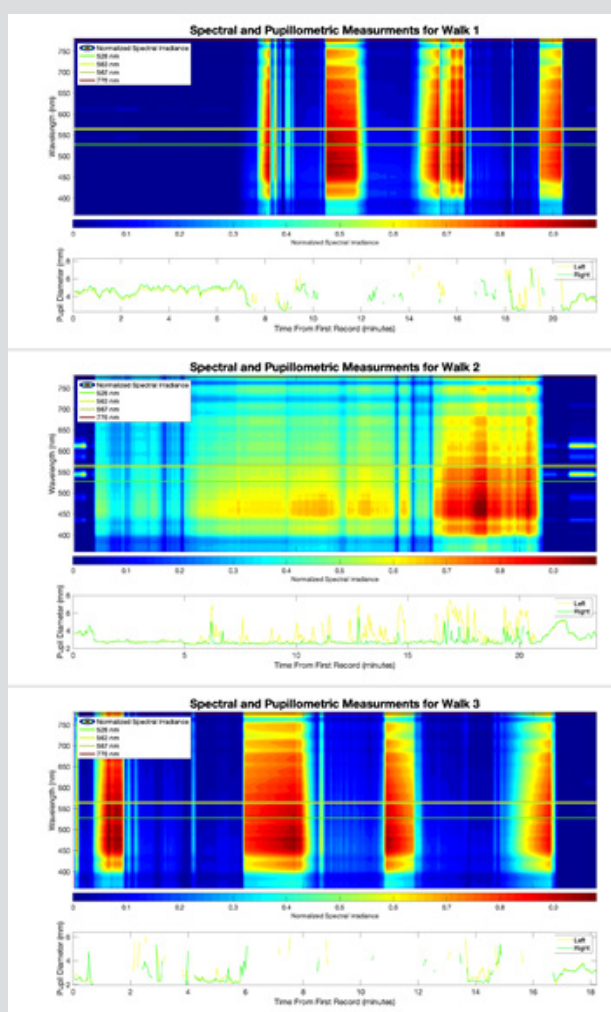 Spectral and Pupillometric Measurments for Walk 1
Normalized Spectral Irradiance
528 nm
562 nm
567 nm
770 nm
Wavelength (nm)
750
700
650
600
550
500
450
400
0 0.1 0.2 0.3 0.4 0.5 0.6 0.7 0.8 0.9
Normalized Spectral Irradiance
Pupil Diameter (mm)
Left
Right
0 2 4 6 8 10 12 14 16 18 20
Time From First Record (minutes)
Spectral and Pupillometric Measurments for Walk 2
Normalized Spectral Irradiance
528 nm
562 nm
567 nm
770 nm
Wavelength (nm)
750
700
650
600
550
500
450
400
0 0.1 0.2 0.3 0.4 0.5 0.6 0.7 0.8 0.9
Normalized Spectral Irradiance
Pupil Diameter (mm)
6
4
2
Left
Right
0 5 10 15 20
Time From First Record (minutes)
Spectral and Pupillometric Measurments for Walk 3
Normalized Spectral Irradiance
528 nm
562 nm
567 nm
770 nm
Wavelength (nm)
750
700
650
600
550
500
450
400
0 0.1 0.2 0.3 0.4 0.5 0.6 0.7 0.8 0.9
Normalized Spectral Irradiance
Pupil Diameter (mm)
6
4
2
Left
Right
0 2 4 6 8 10 12 14 16 18
Time From First Record (minutes)